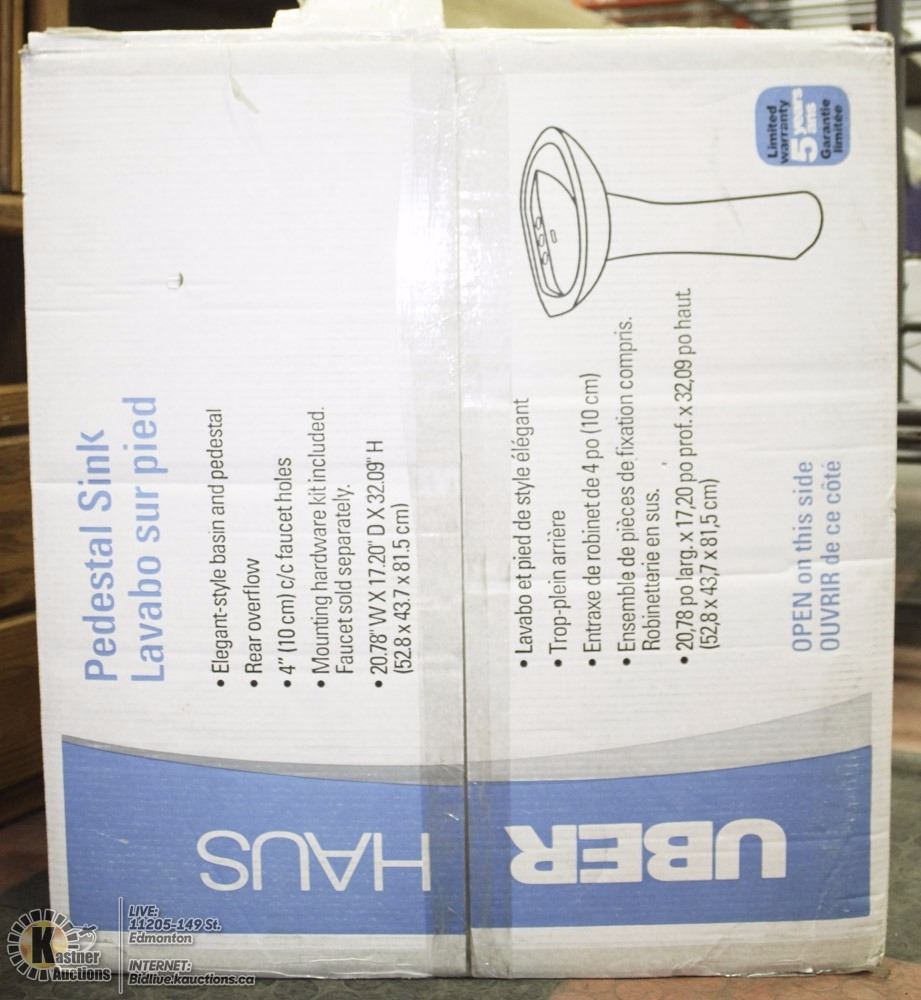 Pedestal Sink
Lavabo sur pied
• Elegant-style basin and pedestal
• Rear overflow
• 4" (10 cm) c/c faucet holes
• Mounting hardware kit included.
Faucet sold separately.
• 20.78" W X 17.20" D X 32.09" H
(52.8 x 43.7 x 81.5 cm)
• Lavabo et pied de style élégant
• Trop-plein arrière
• Entraxe de robinet de 4 po (10 cm)
• Ensemble de pièces de fixation compris.
Robinetterie en sus.
• 20,78 po larg. x 17,20 po prof. x 32,09 po haut.
(52,8 x 43,7 x 81,5 cm)
OPEN on this side
OUVRIR de ce côté
Limited
warranty
5 years
ans
Garantie
limitée
UBER
HAUS
Kastner
Auctions
LIVE:
11205-149 St.
Edmonton
INTERNET:
Bidlive.kauctions.ca